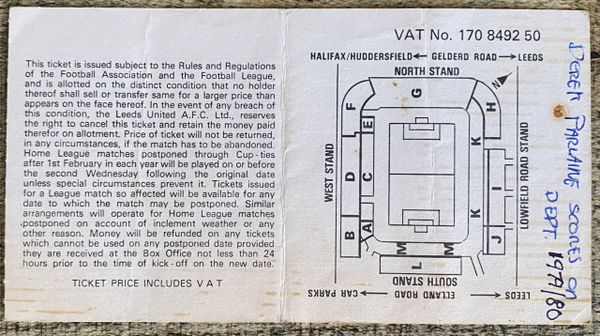 This ticket is issued subject to the Rules and Regulations
of the Football Association and the Football League,
and is allotted on the distinct condition that no holder
thereof shall sell or transfer same for a larger price than
appears on the face hereof. In the event of any breach of
this condition, the Leeds United A.F.C. Ltd., reserves
the right to cancel this ticket and retain the money paid
therefor on allotment. Price of ticket will not be returned,
in any circumstances, if the match has to be abandoned.
Home League matches postponed through Cup-ties
after 1st February in each year will be played on or before
the second Wednesday following the original date
unless special circumstances prevent it. Tickets issued
for a League match so affected will be available for any
date to which the match may be postponed. Similar
arrangements will operate for Home League matches
postponed on account of inclement weather or any
other reason. Money will be refunded on any tickets
which cannot be used on any postponed date provided
they are received at the Box Office not less than 24
hours prior to the time of kick-off on the new date.
TICKET PRICE INCLUDES V A T
VAT No. 170 8492 50
HALIFAX/HUDDERSFIELD GELDERD ROAD LEEDS
NORTH STAND
N
F
G
H
E
K
WEST STAND
D
C
I
LOWFIELD ROAD STAND
K
B
A
M
M
J
L
SOUTH STAND
CAR PARKS ELLAND ROAD LEEDS
DEREK PARLAINE SCORES ON
DEPT. 1979/80